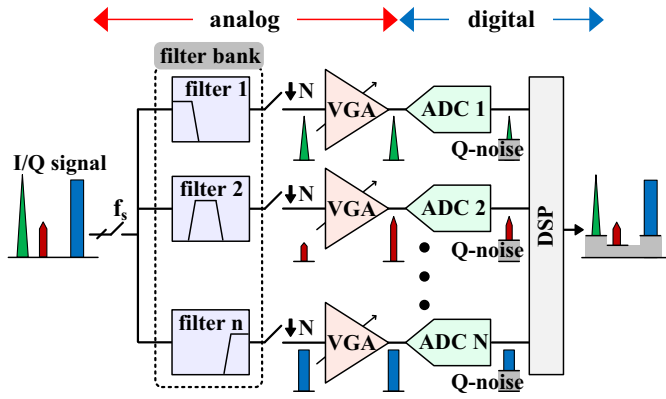 analog
digital
filter bank
filter 1
↓N
VGA
ADC 1
Q-noise
I/Q signal
fs
filter 2
↓N
VGA
ADC 2
Q-noise
DSP
filter n
↓N
VGA
ADC N
Q-noise